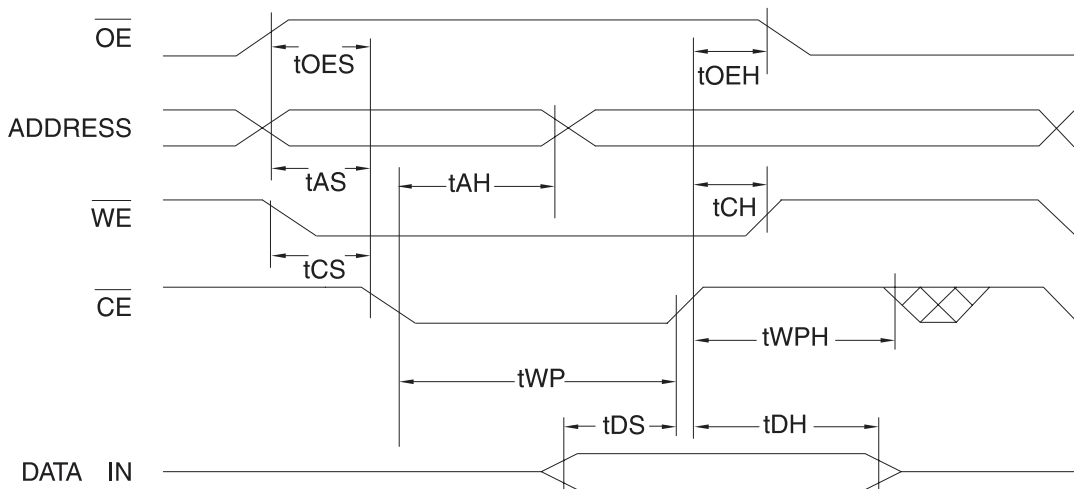 OE
tOES
tOEH
ADDRESS
tAS
tAH
WE
tCH
tCS
CE
tWPH
tWP
tDS
tDH
DATA IN